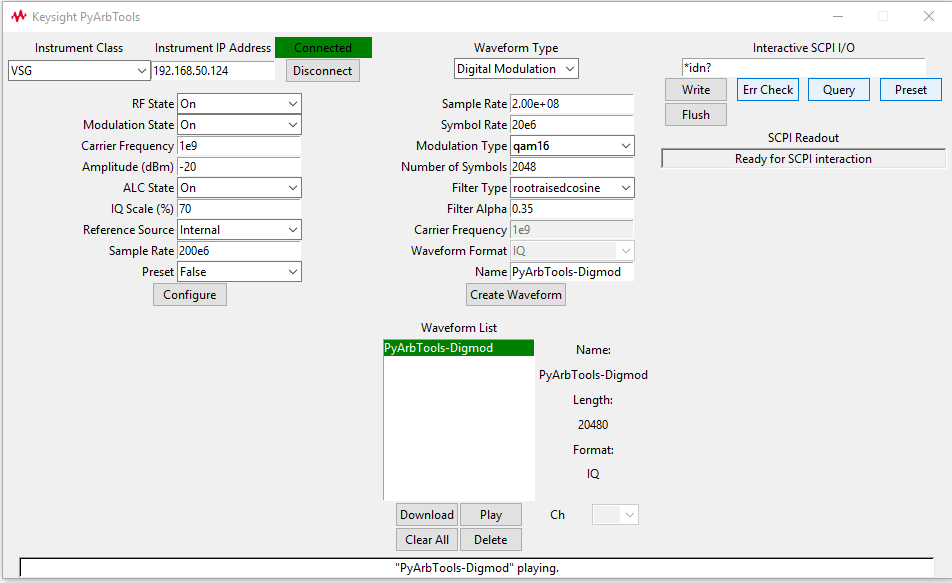 Keysight PyArbTools
Instrument Class
Instrument IP Address
Connected
VSG
192.168.50.124
Disconnect
RF State On
Modulation State On
Carrier Frequency 1e9
Amplitude (dBm) -20
ALC State On
IQ Scale (%) 70
Reference Source Internal
Sample Rate 200e6
Preset False
Configure
Waveform Type
Digital Modulation
Sample Rate 2.00e+08
Symbol Rate 20e6
Modulation Type qam16
Number of Symbols 2048
Filter Type rootraisedcosine
Filter Alpha 0.35
Carrier Frequency 1e9
Waveform Format IQ
Name PyArbTools-Digmod
Create Waveform
Waveform List
PyArbTools-Digmod
Name:
PyArbTools-Digmod
Length:
20480
Format:
IQ
Download Play
Ch
Clear All Delete
Interactive SCPI I/O
*idn?
Write Err Check Query Preset
Flush
SCPI Readout
Ready for SCPI interaction
"PyArbTools-Digmod" playing.